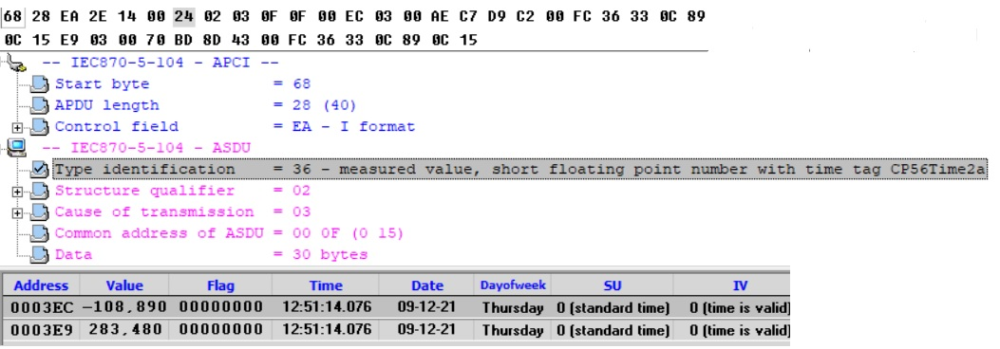 68 28 EA 2E 14 00 24 02 03 0F 0F 00 EC 03 00 AE C7 D9 C2 00 FC 36 33 0C 89
0C 15 E9 03 00 70 BD 8D 43 00 FC 36 33 0C 89 0C 15
-- IEC870-5-104 - APCI --
Start byte = 68
APDU length = 28 (40)
Control field = EA - I format
-- IEC870-5-104 - ASDU
Type identification = 36 - measured value, short floating point number with time tag CP56Time2a
Structure qualifier = 02
Cause of transmission = 03
Common address of ASDU = 00 0F (0 15)
Data = 30 bytes
Address Value Flag Time Date Dayofweek SU IV
0003EC -108,890 00000000 12:51:14.076 09-12-21 Thursday 0 (standard time) 0 (time is valid)
0003E9 283,480 00000000 12:51:14.076 09-12-21 Thursday 0 (standard time) 0 (time is valid)